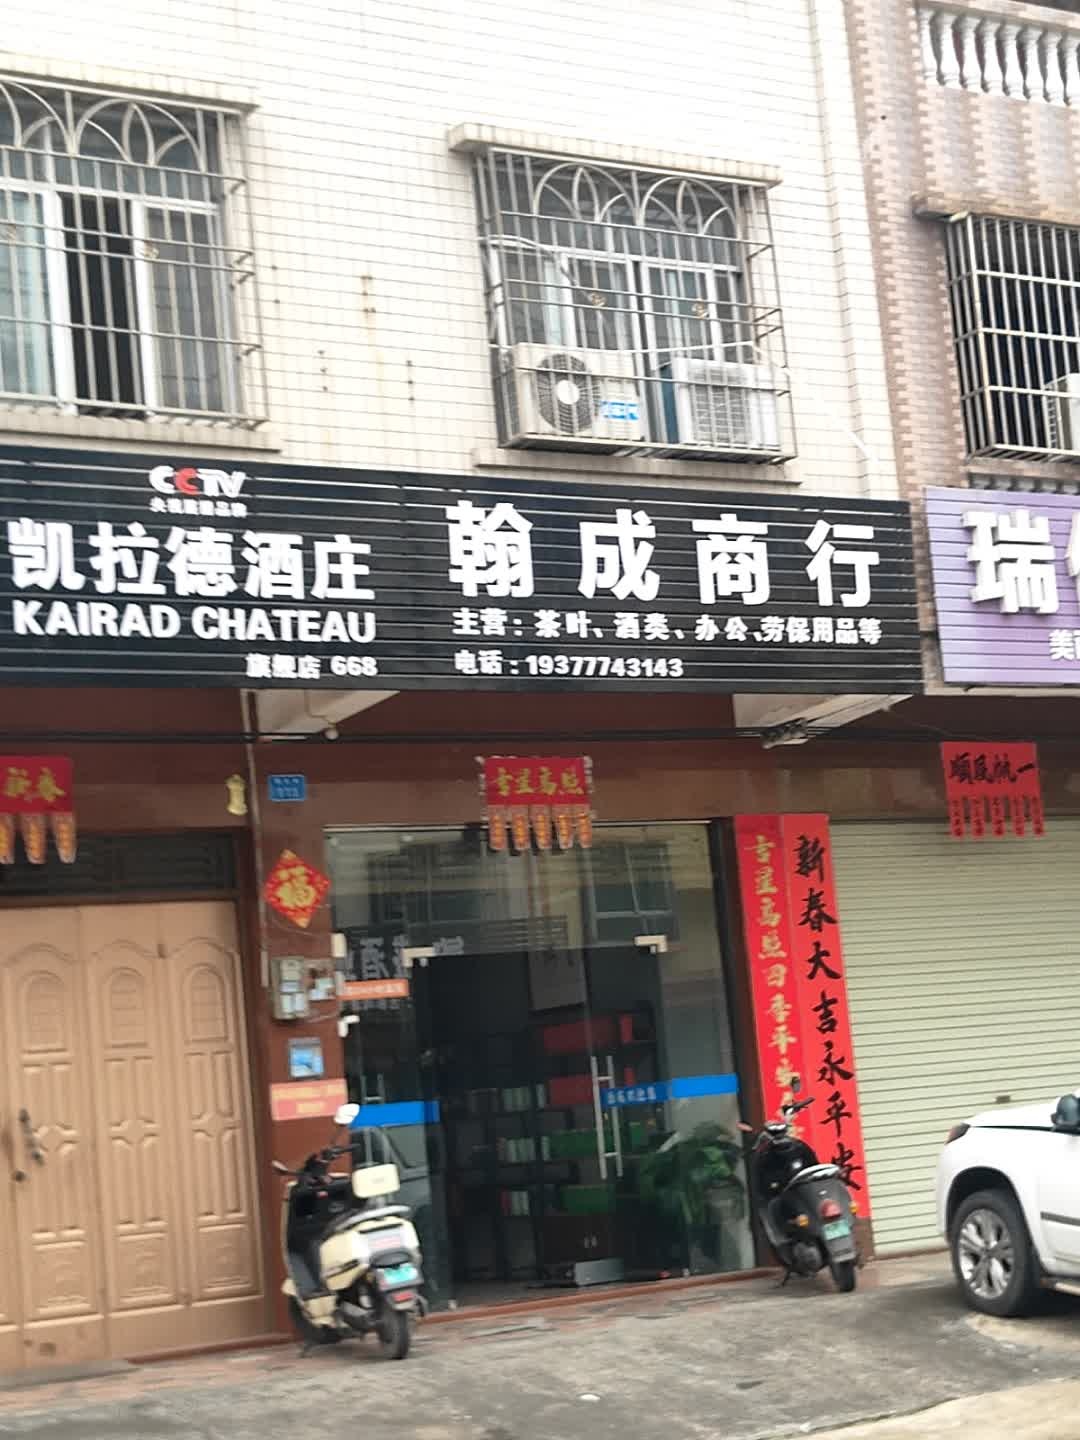 CCTV
凯拉德酒庄
KAIRAD CHATEAU
旗舰店 668
翰成商行
主营：茶叶、酒类、办公、劳保用品等
电话：19377743143
瑞
美
新春
吉星高照
一帆风顺
福
吉星高照四季平安
新春大吉永平安